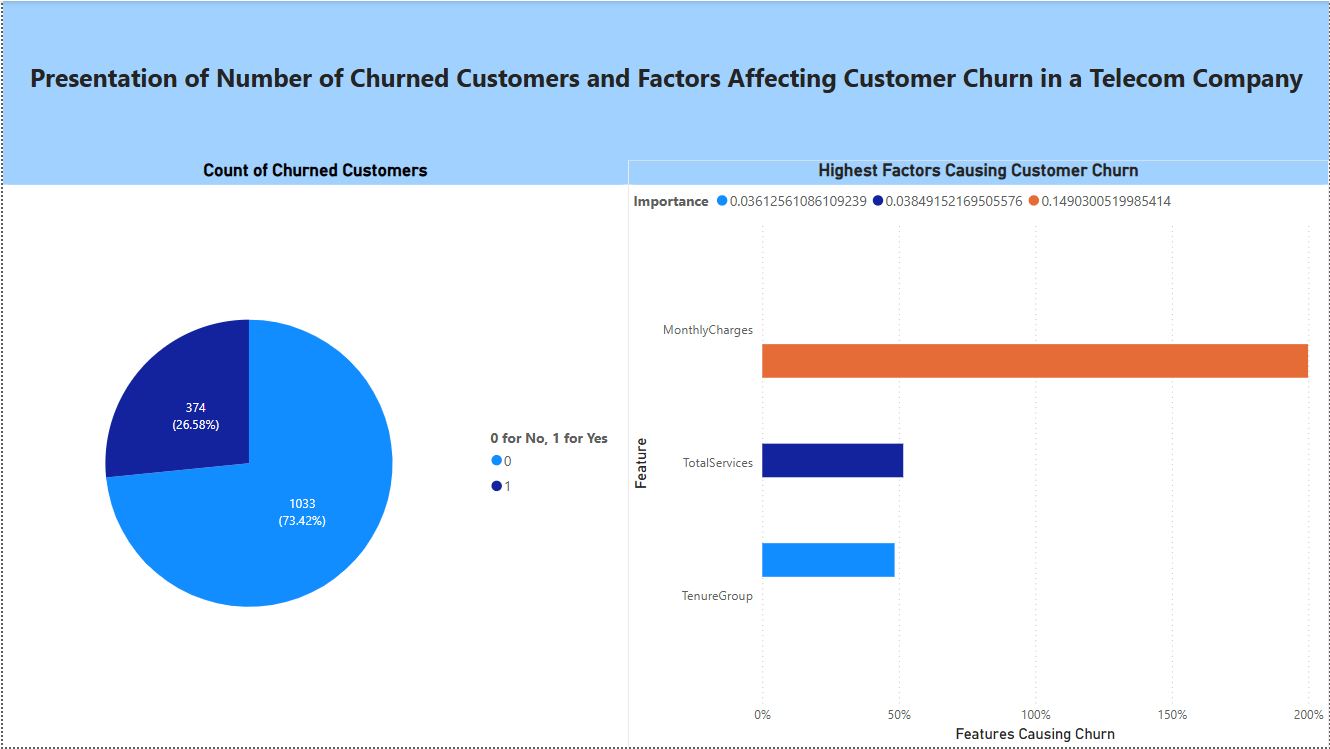 Presentation of Number of Churned Customers and Factors Affecting Customer Churn in a Telecom Company
Count of Churned Customers
374
(26.58%)
1033
(73.42%)
0 for No, 1 for Yes
0
1
Highest Factors Causing Customer Churn
Importance 0.03612561086109239 0.03849152169505576 0.1490300519985414
Feature
MonthlyCharges
TotalServices
TenureGroup
0% 50% 100% 150% 200%
Features Causing Churn